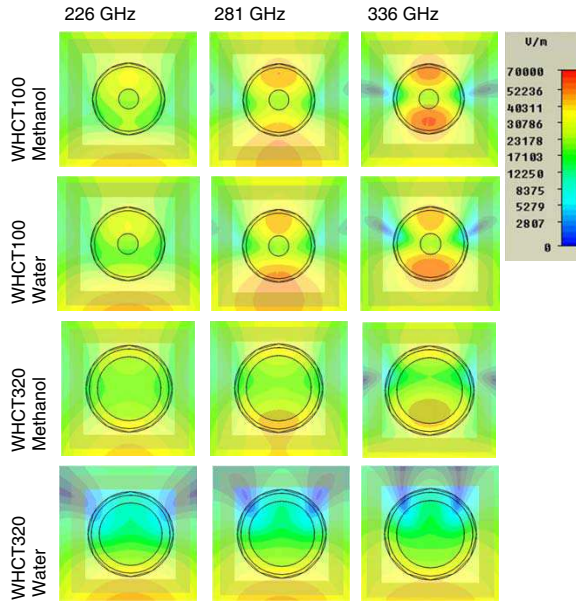 226 GHz
281 GHz
336 GHz
WHCT100
Methanol
WHCT100
Water
WHCT320
Methanol
WHCT320
Water
V/m
70000
52236
40311
30786
23178
17103
12250
8375
5279
2807
0